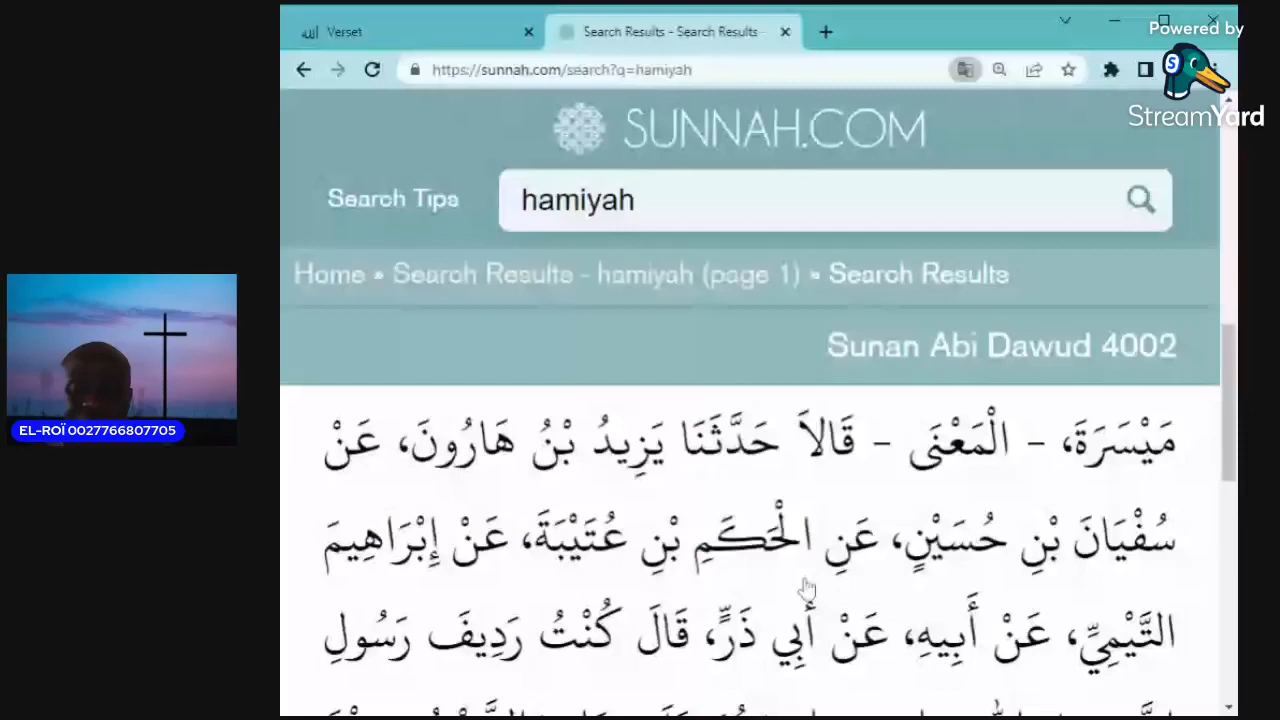 Verset
Search Results - Search Results
Powered by
https://sunnah.com/search?q=hamiyah
StreamYard
SUNNAH.COM
Search Tips
hamiyah
Home » Search Results - hamiyah (page 1) » Search Results
Sunan Abi Dawud 4002
مَيْسَرَةَ، - الْمَعْنَى - قَالاَ حَدَّثَنَا يَزِيدُ بْنُ هَارُونَ، عَنْ
سُفْيَانَ بْنِ حُسَيْنٍ، عَنِ الْحَكَمِ بْنِ عُتَيْبَةَ، عَنْ إِبْرَاهِيمَ
التَّيْمِيِّ، عَنْ أَبِيهِ، عَنْ أَبِي ذَرٍّ، قَالَ كُنْتُ رَدِيفَ رَسُولِ
EL-ROÏ 0027766807705